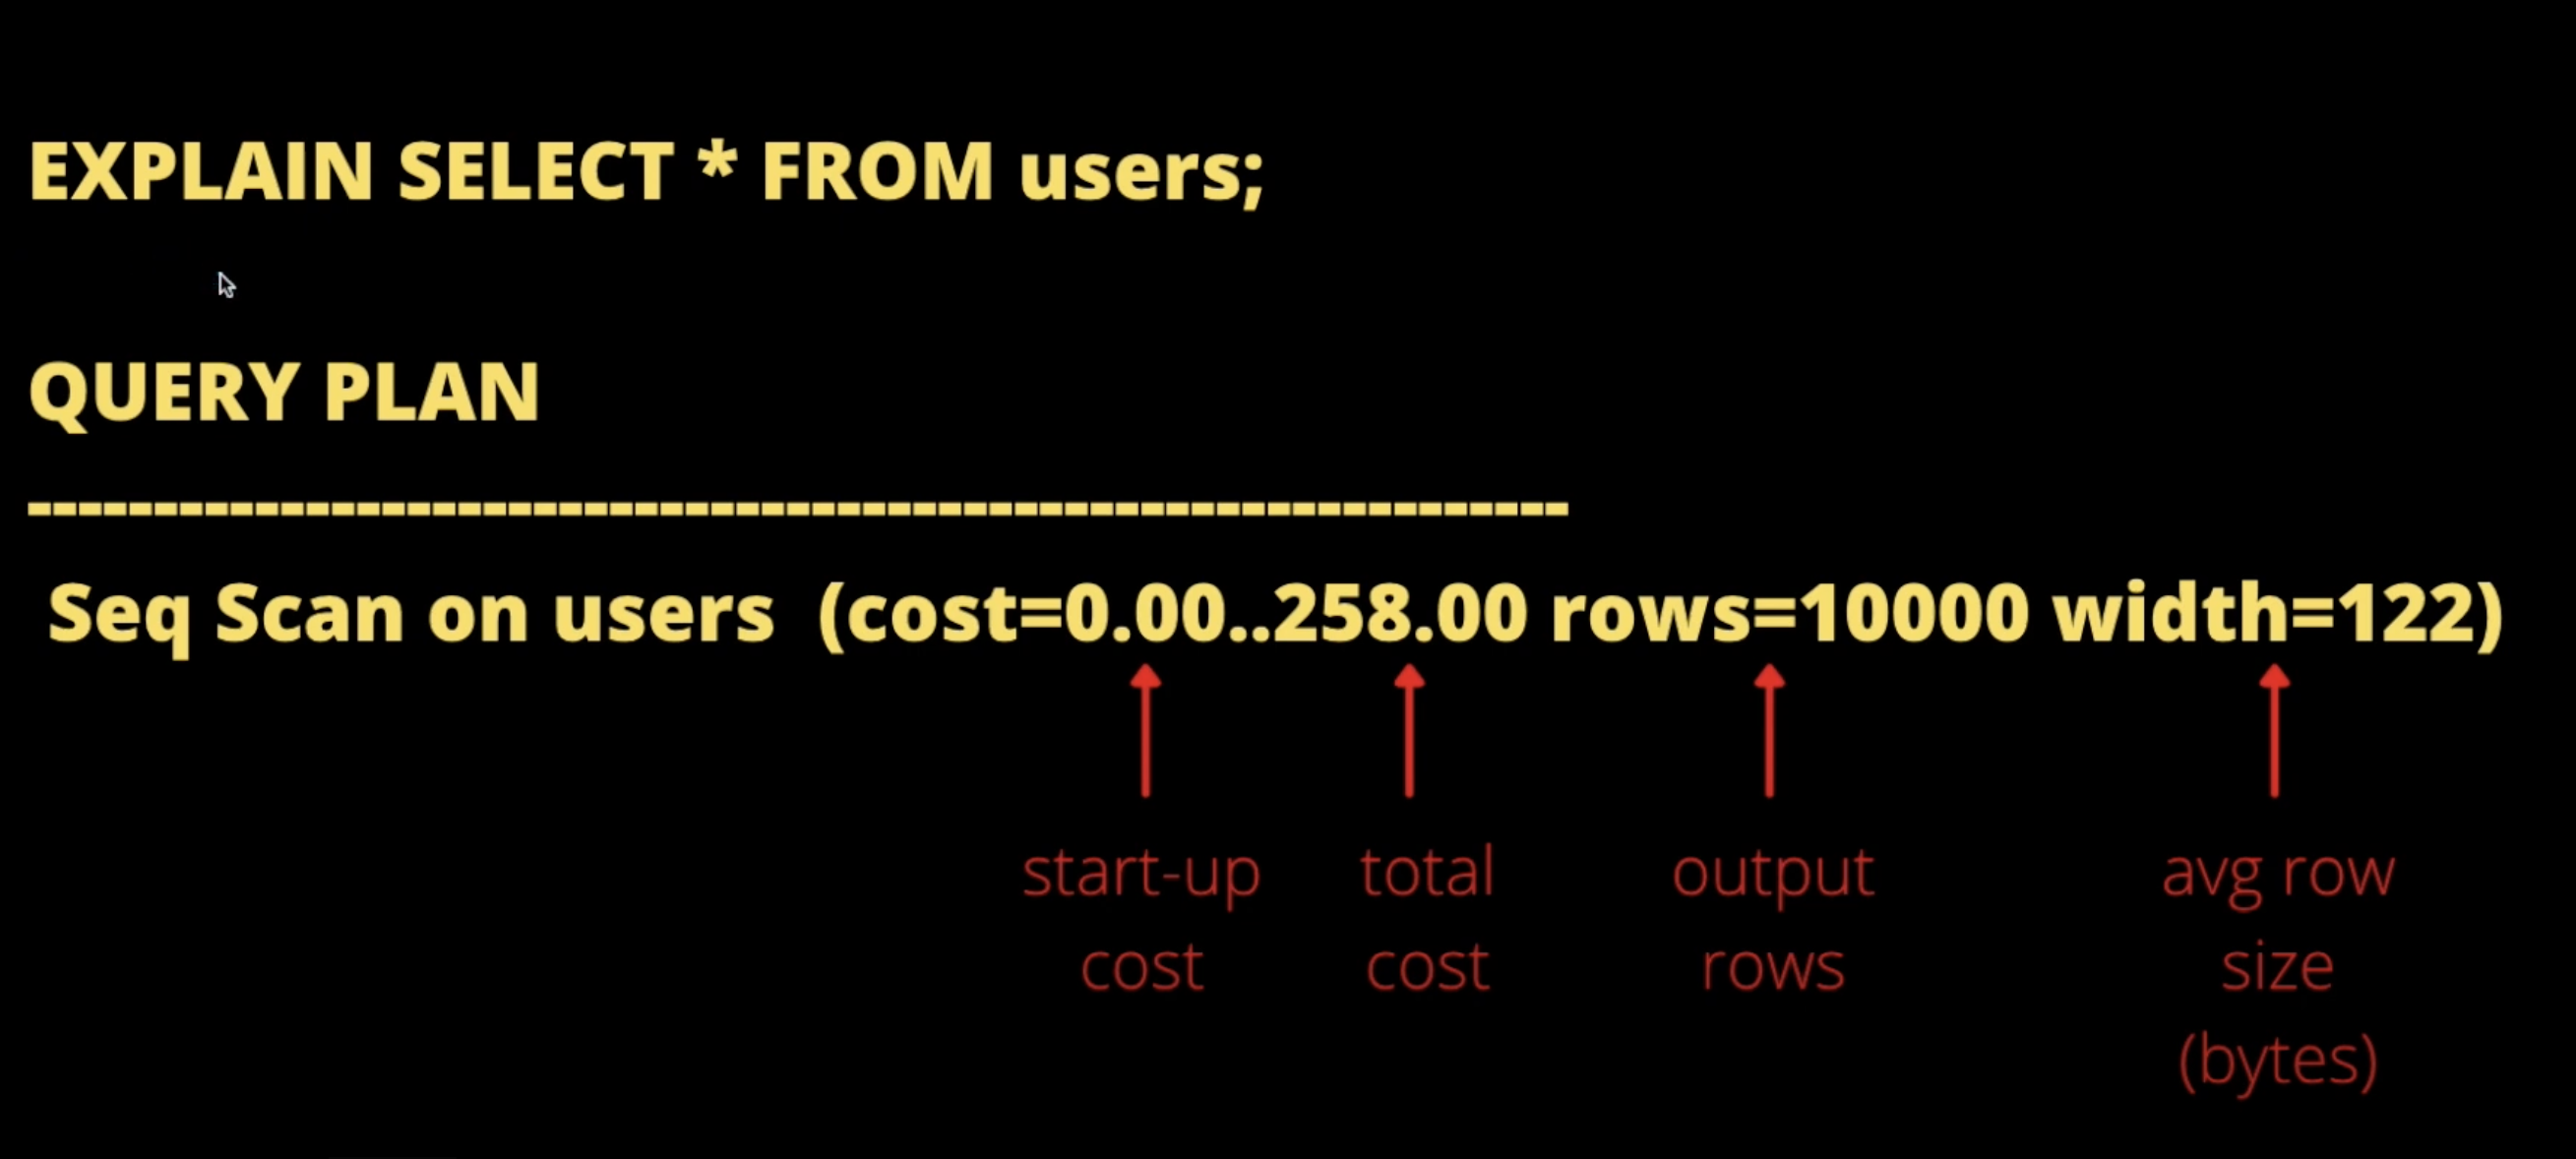 EXPLAIN SELECT * FROM users;
QUERY PLAN
-------------------------------------------------------------
Seq Scan on users  (cost=0.00..258.00 rows=10000 width=122)
start-up total output avg row
cost cost rows size
(bytes)